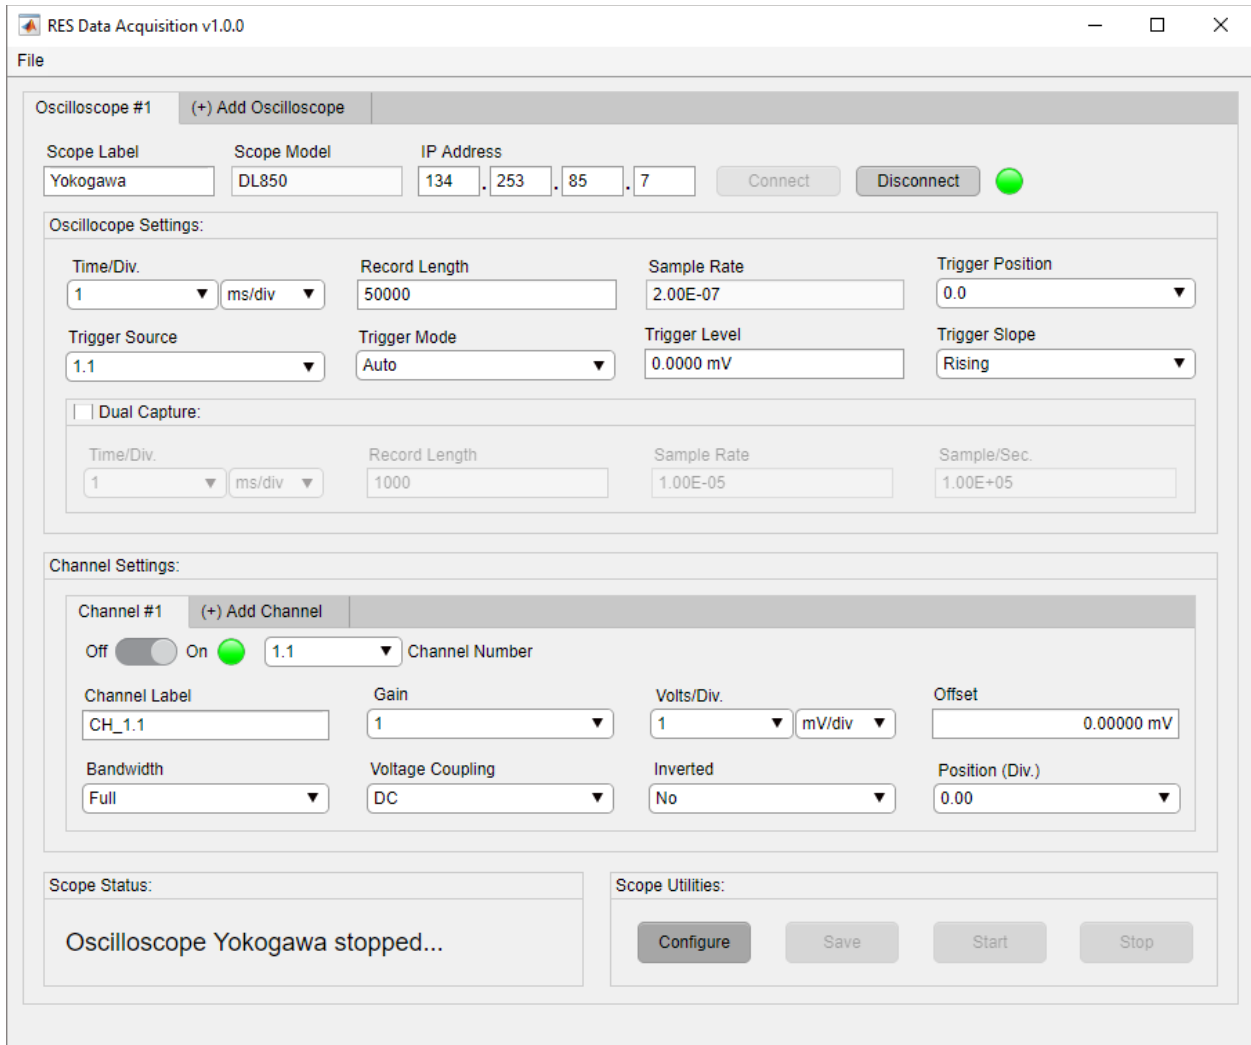 RES Data Acquisition v1.0.0
File
Oscilloscope #1 (+) Add Oscilloscope
Scope Label Scope Model IP Address
Yokogawa DL850 134 . 253 . 85 . 7 Connect Disconnect
Oscillocope Settings:
Time/Div. Record Length Sample Rate Trigger Position
1 ms/div 50000 2.00E-07 0.0
Trigger Source Trigger Mode Trigger Level Trigger Slope
1.1 Auto 0.0000 mV Rising
Dual Capture:
Time/Div. Record Length Sample Rate Sample/Sec.
1 ms/div 1000 1.00E-05 1.00E+05
Channel Settings:
Channel #1 (+) Add Channel
Off On 1.1 Channel Number
Channel Label Gain Volts/Div. Offset
CH_1.1 1 1 mV/div 0.00000 mV
Bandwidth Voltage Coupling Inverted Position (Div.)
Full DC No 0.00
Scope Status: Scope Utilities:
Oscilloscope Yokogawa stopped... Configure Save Start Stop